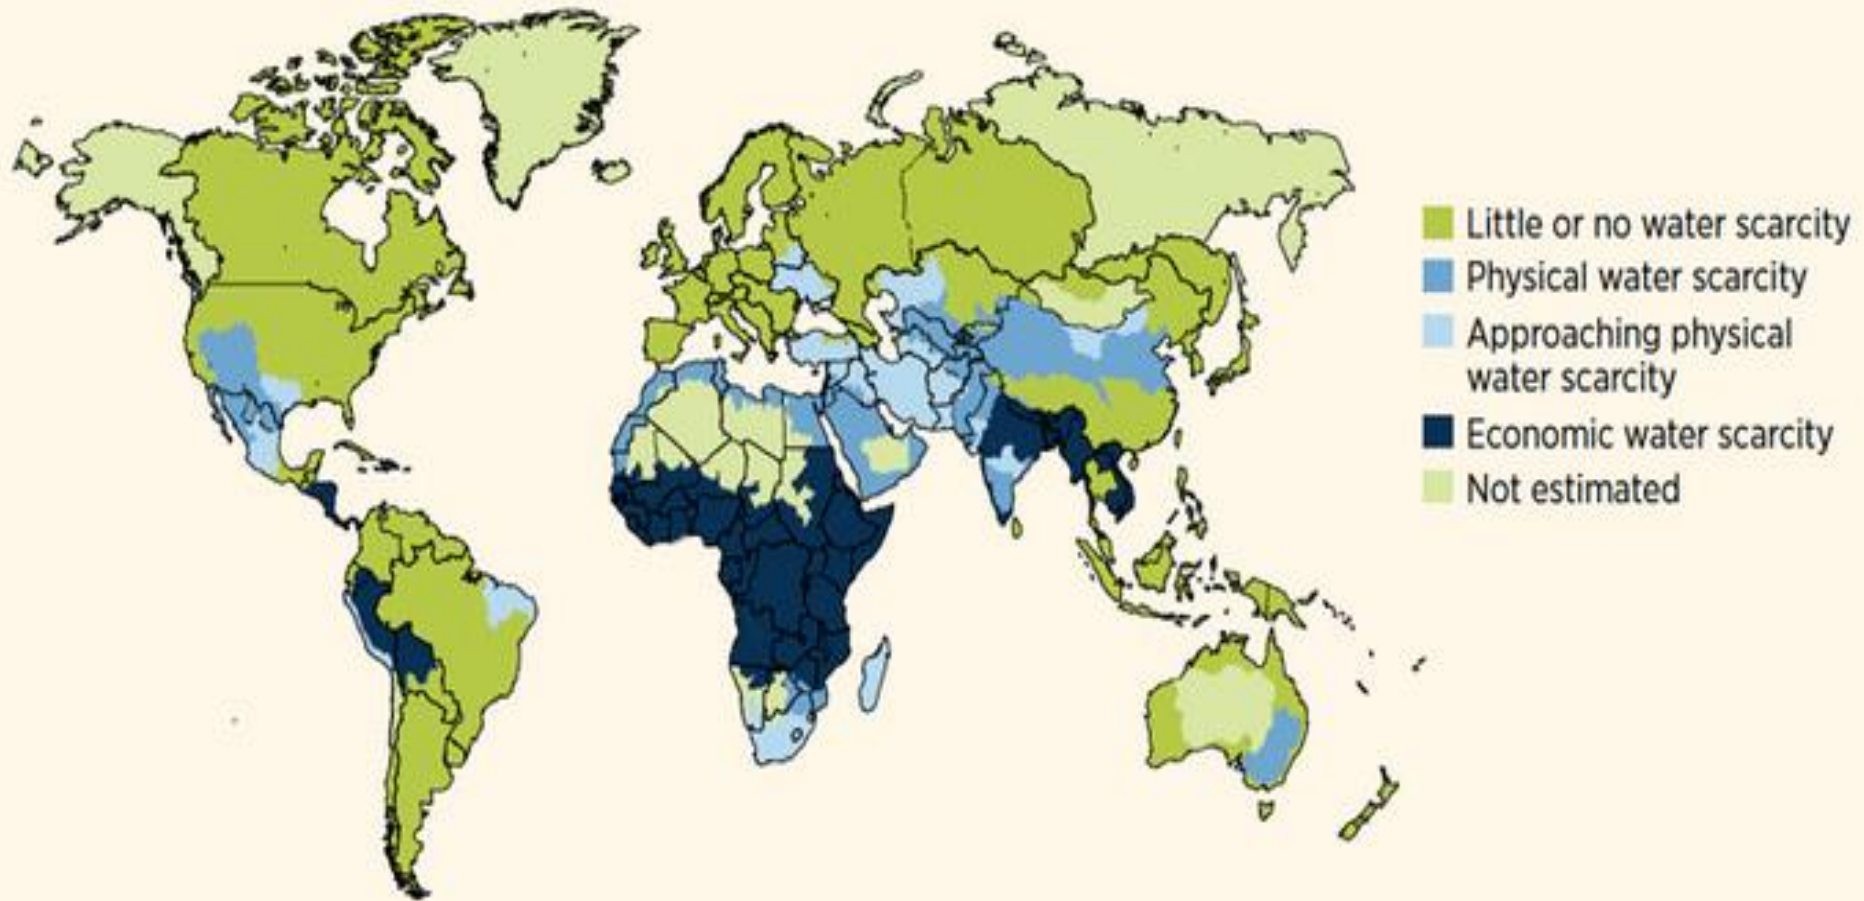 Little or no water scarcity
Physical water scarcity
Approaching physical
water scarcity
Economic water scarcity
Not estimated